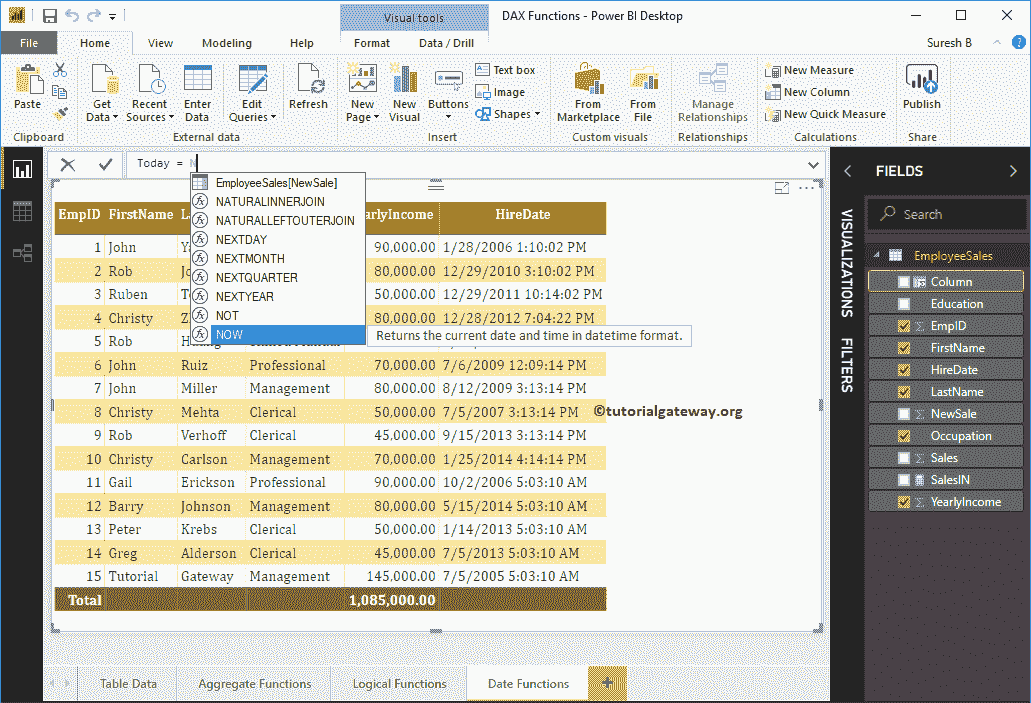 DAX Functions - Power BI Desktop
Visual tools
File Home View Modeling Help Format Data / Drill Suresh B
Paste
Get Data
Recent Sources
Enter Data
Edit Queries
Refresh
New Page
New Visual
Buttons
Text box
Image
Shapes
From Marketplace
From File
Manage Relationships
New Measure
New Column
New Quick Measure
Publish
Clipboard External data Insert Custom visuals Relationships Calculations Share
Today = N
EmployeeSales[NewSale]
NATURALINNERJOIN
NATURALLEFTOUTERJOIN
NEXTDAY
NEXTMONTH
NEXTQUARTER
NEXTYEAR
NOT
NOW
Returns the current date and time in datetime format.
EmpID FirstName HireDate
1 John 90,000.00 1/28/2006 1:10:02 PM
2 Rob 80,000.00 12/29/2010 3:10:02 PM
3 Ruben 50,000.00 12/29/2011 10:14:02 PM
4 Christy 80,000.00 12/28/2012 7:04:22 PM
5 Rob
6 John Ruiz Professional 70,000.00 7/6/2009 12:09:14 PM
7 John Miller Management 80,000.00 8/12/2009 3:13:14 PM
8 Christy Mehta Clerical 50,000.00 7/5/2007 3:13:14 PM
9 Rob Verhoff Clerical 45,000.00 9/15/2013 3:13:14 PM
10 Christy Carlson Management 70,000.00 1/25/2014 4:14:14 PM
11 Gail Erickson Professional 90,000.00 10/2/2006 5:03:10 AM
12 Barry Johnson Management 80,000.00 5/15/2014 5:03:10 AM
13 Peter Krebs Clerical 50,000.00 1/14/2013 5:03:10 AM
14 Greg Alderson Clerical 45,000.00 7/5/2013 5:03:10 AM
15 Tutorial Gateway Management 145,000.00 7/5/2005 5:03:10 AM
Total 1,085,000.00
©tutorialgateway.org
VISUALIZATIONS
FILTERS
FIELDS
Search
EmployeeSales
Column
Education
EmpID
FirstName
HireDate
LastName
NewSale
Occupation
Sales
SalesIN
YearlyIncome
Table Data Aggregate Functions Logical Functions Date Functions